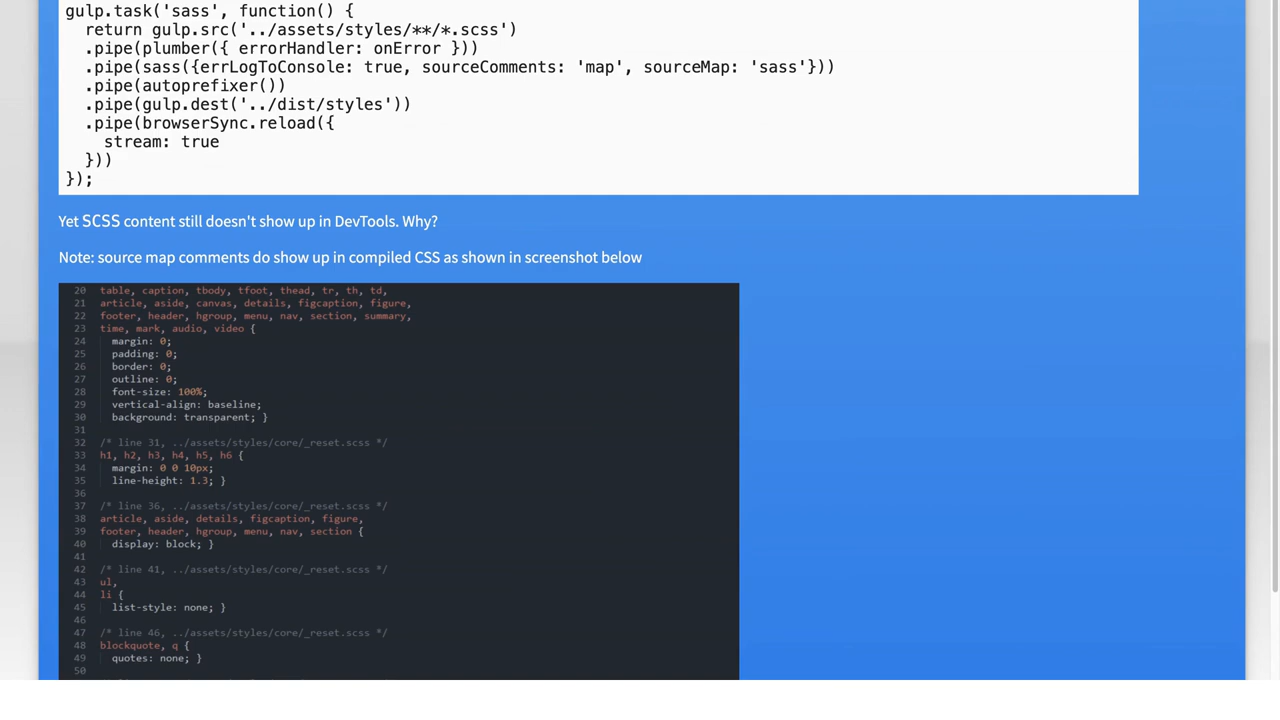 gulp.task('sass', function() {
return gulp.src('../assets/styles/**/*.scss')
.pipe(plumber({ errorHandler: onError }))
.pipe(sass({errLogToConsole: true, sourceComments: 'map', sourceMap: 'sass'}))
.pipe(autoprefixer())
.pipe(gulp.dest('../dist/styles'))
.pipe(browserSync.reload({
stream: true
}))
});
Yet SCSS content still doesn't show up in DevTools. Why?
Note: source map comments do show up in compiled CSS as shown in screenshot below
20 table, caption, tbody, tfoot, thead, tr, th, td,
21 article, aside, canvas, details, figcaption, figure,
22 footer, header, hgroup, menu, nav, section, summary,
23 time, mark, audio, video {
24 margin: 0;
25 padding: 0;
26 border: 0;
27 outline: 0;
28 font-size: 100%;
29 vertical-align: baseline;
30 background: transparent; }
31
32 /* line 31, ../assets/styles/core/_reset.scss */
33 h1, h2, h3, h4, h5, h6 {
34 margin: 0 0 10px;
35 line-height: 1.3; }
36
37 /* line 36, ../assets/styles/core/_reset.scss */
38 article, aside, details, figcaption, figure,
39 footer, header, hgroup, menu, nav, section {
40 display: block; }
41
42 /* line 41, ../assets/styles/core/_reset.scss */
43 ul,
44 li {
45 list-style: none; }
46
47 /* line 46, ../assets/styles/core/_reset.scss */
48 blockquote, q {
49 quotes: none; }
50